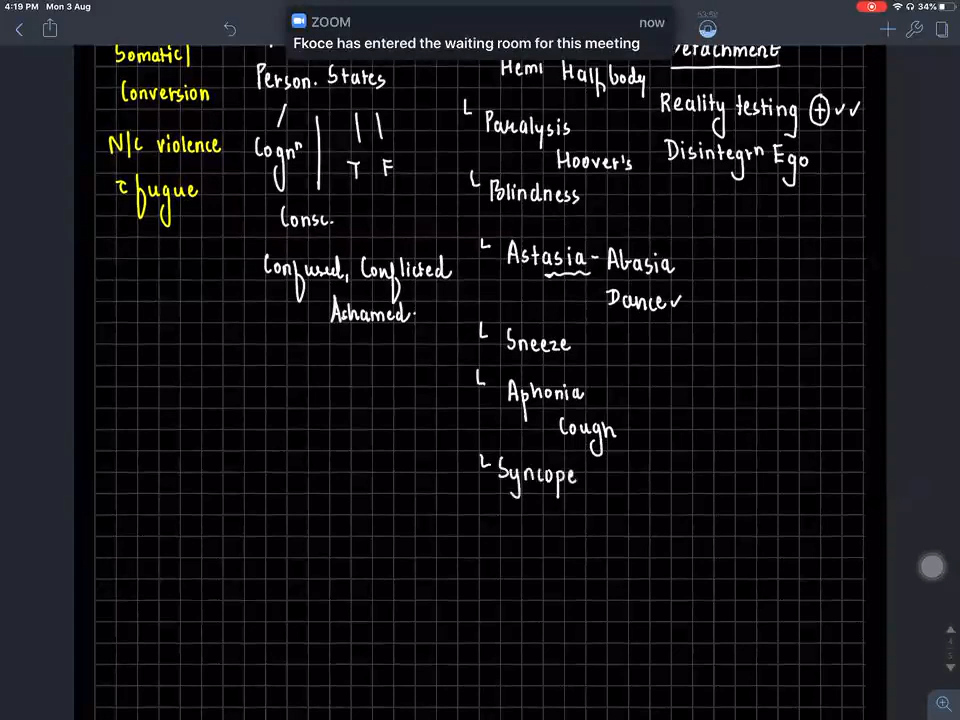 4:19 PM Mon 3 Aug
34%
ZOOM
now
Fkoce has entered the waiting room for this meeting
Somatic/
Conversion
N/C violence
c̄ fugue
Person. States
Cognⁿ
T F
Consc.
Confused, Conflicted
Ashamed.
Hemi Half body
Paralysis
Hoover's
Blindness
Astasia - Abasia
Dance ✓
Sneeze
Aphonia
Cough
Syncope
Detachment
Reality testing ⊕ ✓✓
Disintegrⁿ Ego